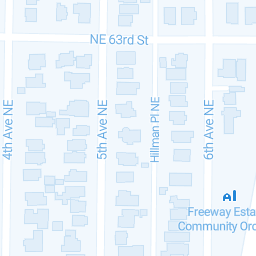 NE 63rd St
4th Ave NE
5th Ave NE
Hillman Pl NE
6th Ave NE
Freeway Esta
Community Orc